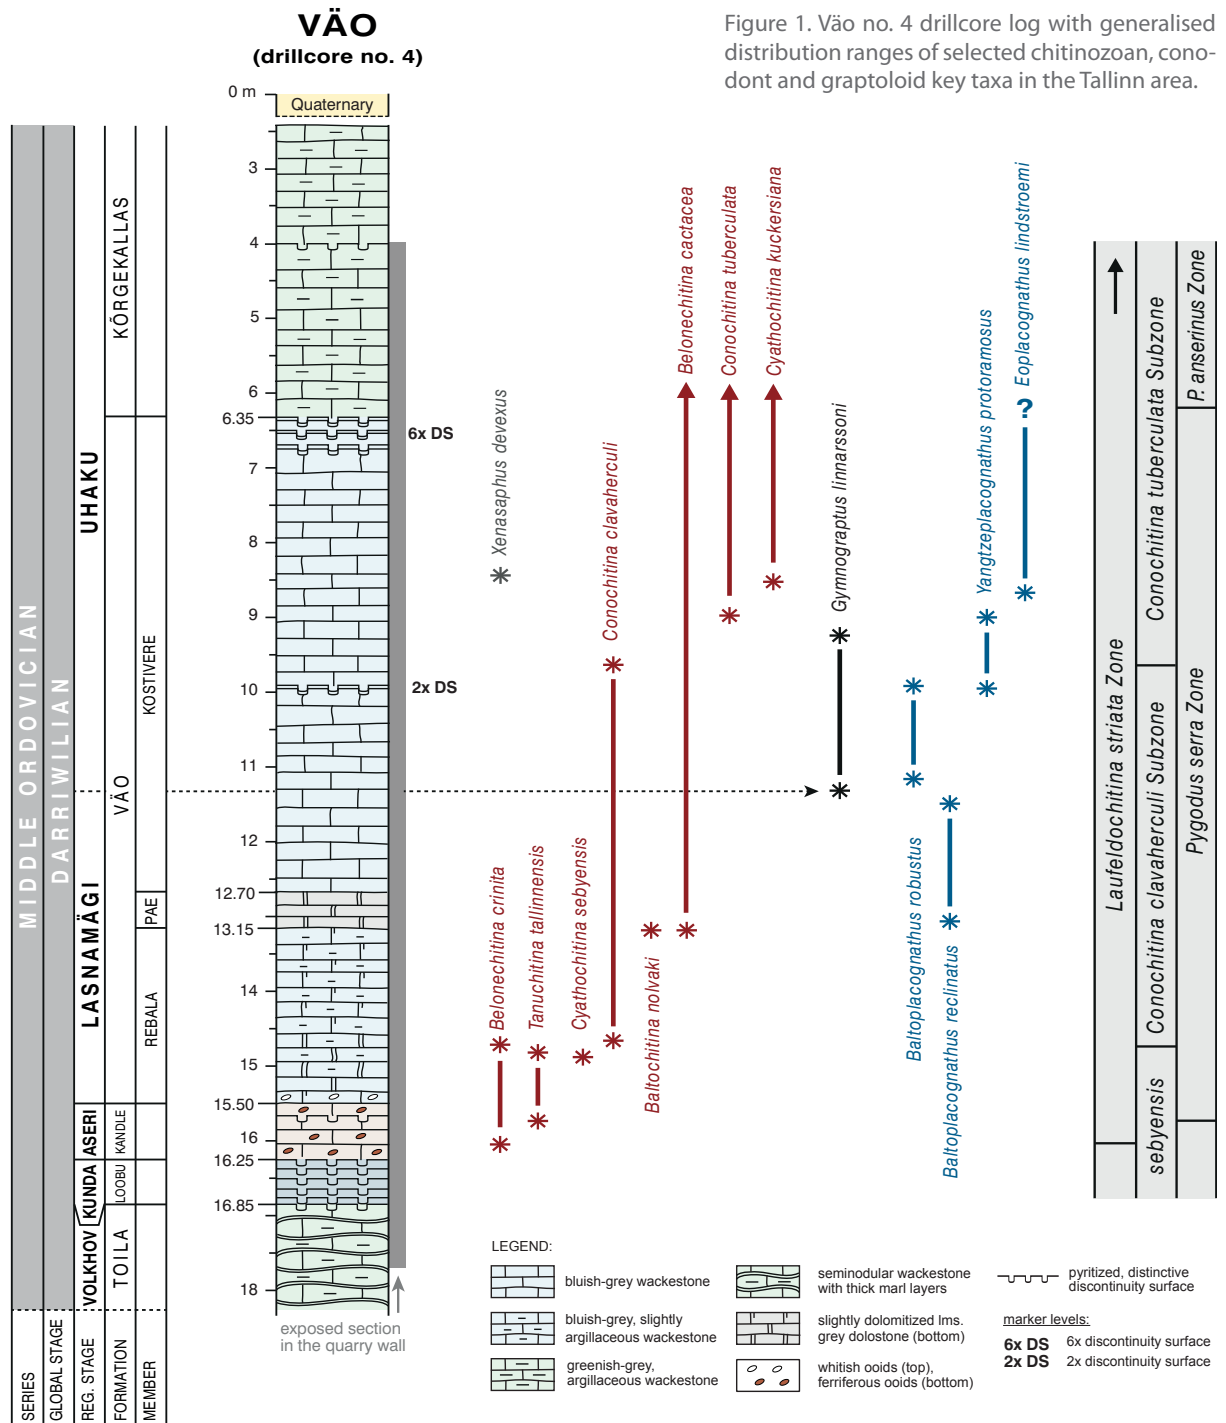 VÄO
(drillcore no. 4)
Figure 1. Väo no. 4 drillcore log with generalised
distribution ranges of selected chitinozoan, cono-
dont and graptoloid key taxa in the Tallinn area.
0 m
Quaternary
3
4
5
6
6.35
7
8
9
10
11
12
12.70
13.15
14
15
15.50
16
16.25
16.85
18
6x DS
2x DS
MIDDLE ORDOVICIAN
DARRIWILIAN
UHAKU
LASNAMÄGI
ASERI
KUNDA
VOLKHOV
KÕRGEKALLAS
VÄO
KANDLE
LOOBU
TOILA
KOSTIVERE
PAE
REBALA
SERIES
GLOBAL STAGE
REG. STAGE
FORMATION
MEMBER
exposed section
in the quarry wall
Xenasaphus devexus
Belonechitina crinita
Tanuchitina tallinnensis
Cyathochitina sebyensis
Conochitina clavaherculi
Baltochitina nolvaki
Belonechitina cactacea
Conochitina tuberculata
Cyathochitina kuckersiana
Gymnograptus linnarssoni
Baltoplacognathus robustus
Baltoplacognathus reclinatus
Yangtzeplacognathus protoramosus
Eoplacognathus lindstroemi
?
Laufeldochitina striata Zone
Conochitina tuberculata Subzone
Conochitina clavaherculi Subzone
sebyensis
P. anserinus Zone
Pygodus serra Zone
LEGEND:
bluish-grey wackestone
bluish-grey, slightly
argillaceous wackestone
greenish-grey,
argillaceous wackestone
seminodular wackestone
with thick marl layers
slightly dolomitized lms.
grey dolostone (bottom)
whitish ooids (top),
ferriferous ooids (bottom)
pyritized, distinctive
discontinuity surface
marker levels:
6x DS 6x discontinuity surface
2x DS 2x discontinuity surface